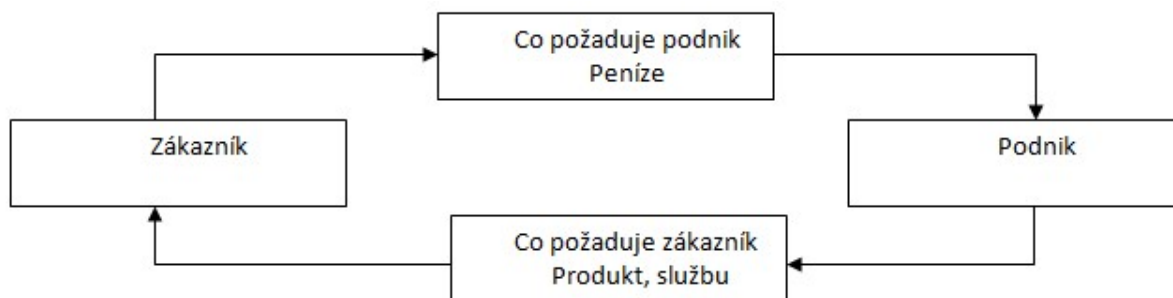 Co požaduje podnik
Peníze
Zákazník
Podnik
Co požaduje zákazník
Produkt, službu